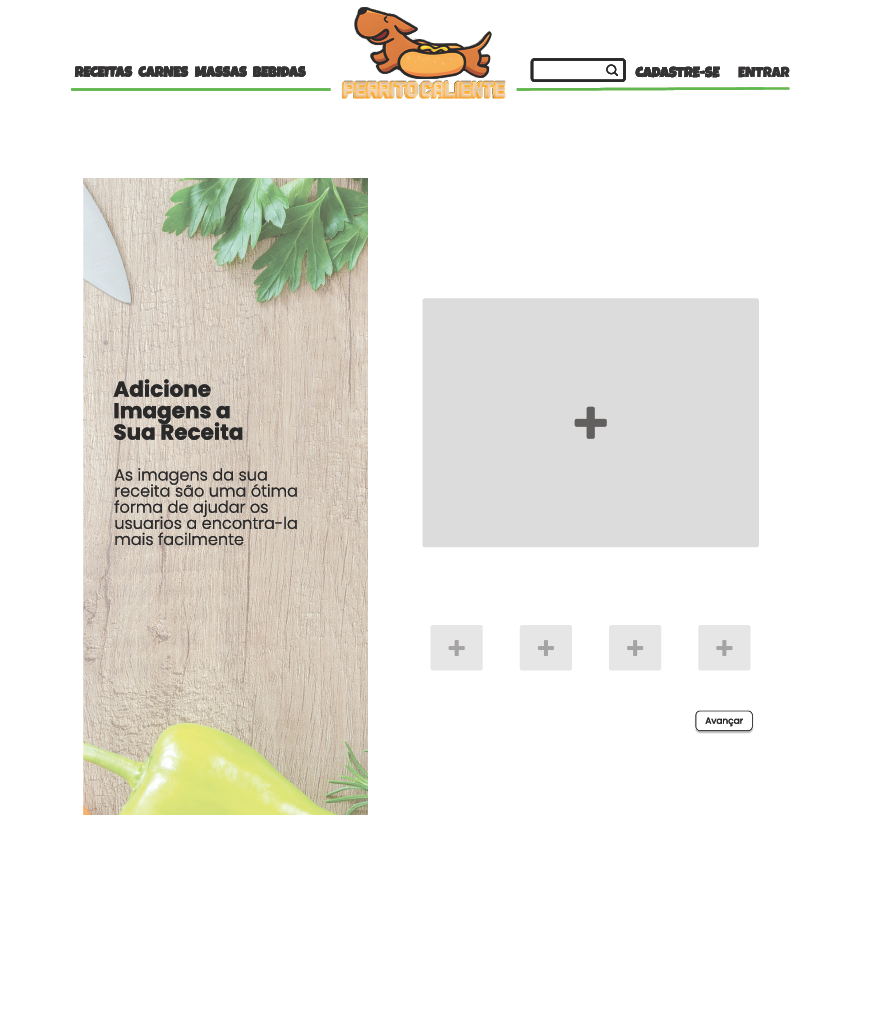 RECEITAS CARNES MASSAS BEBIDAS
PERRITO CALIENTE
CADASTRE-SE ENTRAR
Adicione
Imagens a
Sua Receita
As imagens da sua
receita são uma ótima
forma de ajudar os
usuarios a encontra-la
mais facilmente
Avançar